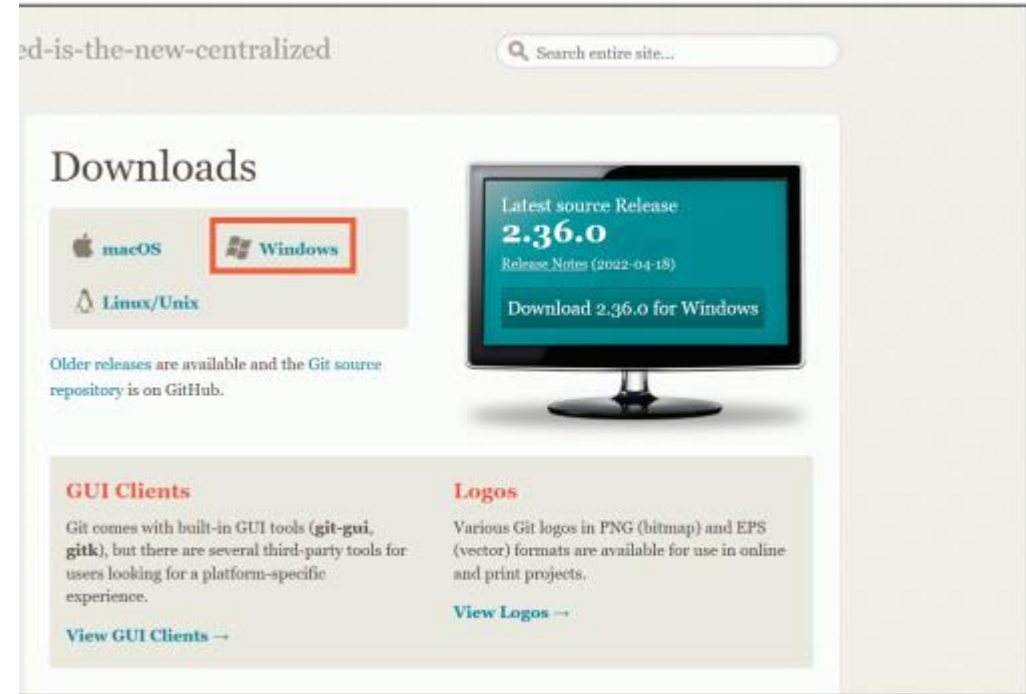 ed-is-the-new-centralized
Search entire site...
Downloads
macOS
Windows
Linux/Unix
Older releases are available and the Git source
repository is on GitHub.
Latest source Release
2.36.0
Release Notes (2022-04-18)
Download 2.36.0 for Windows
GUI Clients
Git comes with built-in GUI tools (git-gui,
gitk), but there are several third-party tools for
users looking for a platform-specific
experience.
View GUI Clients →
Logos
Various Git logos in PNG (bitmap) and EPS
(vector) formats are available for use in online
and print projects.
View Logos →